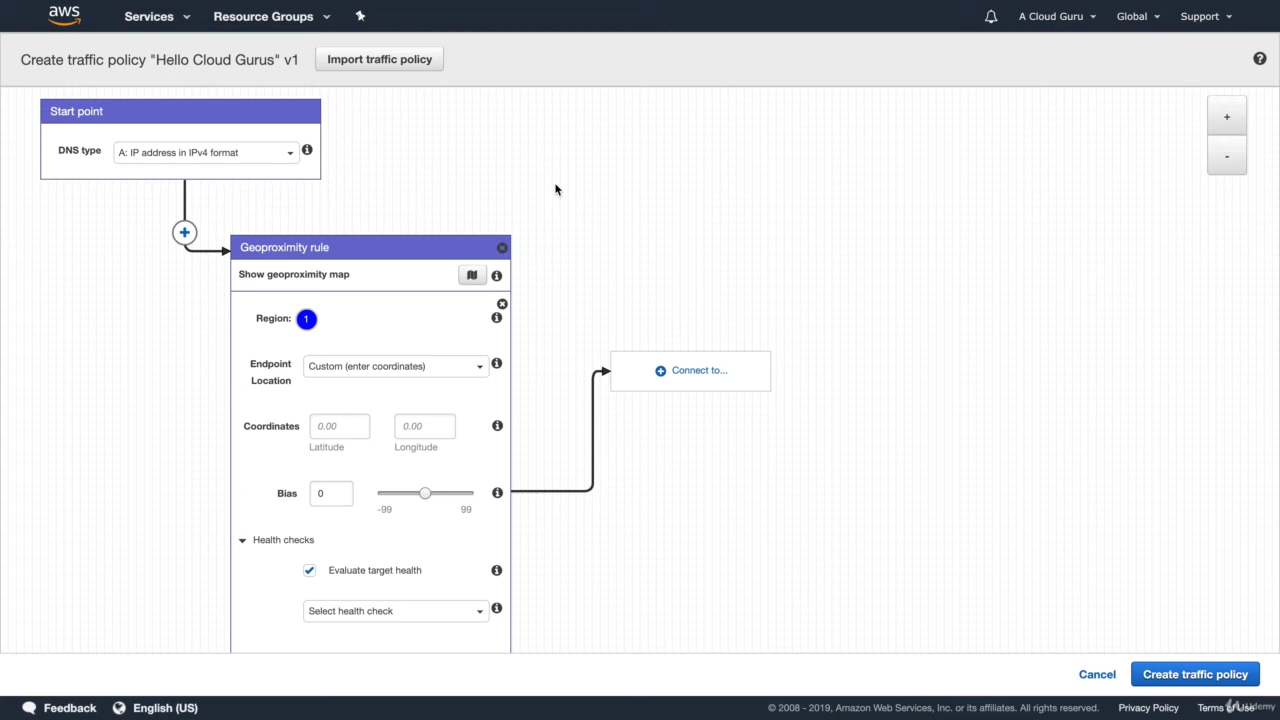 aws Services Resource Groups A Cloud Guru Global Support
Create traffic policy "Hello Cloud Gurus" v1 Import traffic policy
Start point
DNS type A: IP address in IPv4 format
+
-
Geoproximity rule
Show geoproximity map
Region: 1
Endpoint Location Custom (enter coordinates)
Connect to...
Coordinates 0.00 0.00
Latitude Longitude
Bias 0
-99 99
Health checks
Evaluate target health
Select health check
Cancel Create traffic policy
Feedback English (US) © 2008 - 2019, Amazon Web Services, Inc. or its affiliates. All rights reserved. Privacy Policy Terms of Use
Udemy